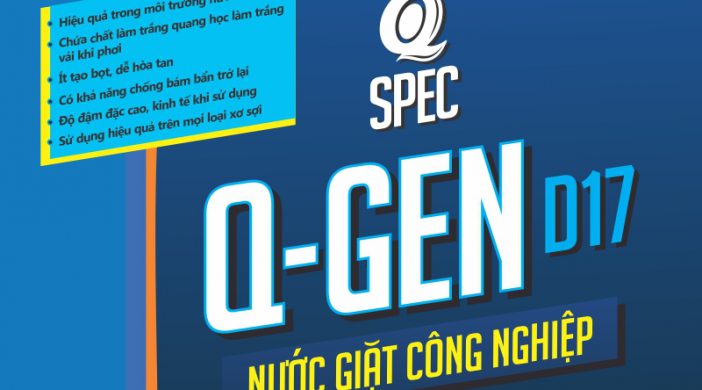 Hiệu quả trong môi trường
Chứa chất làm trắng quang học làm trắng
vải khi phơi
Ít tạo bọt, dễ hòa tan
Có khả năng chống bám bẩn trở lại
Độ đậm đặc cao, kinh tế khi sử dụng
Sử dụng hiệu quả trên mọi loại xơ sợi
Q
SPEC
Q-GEN D17
NƯỚC GIẶT CÔNG NGHIỆP